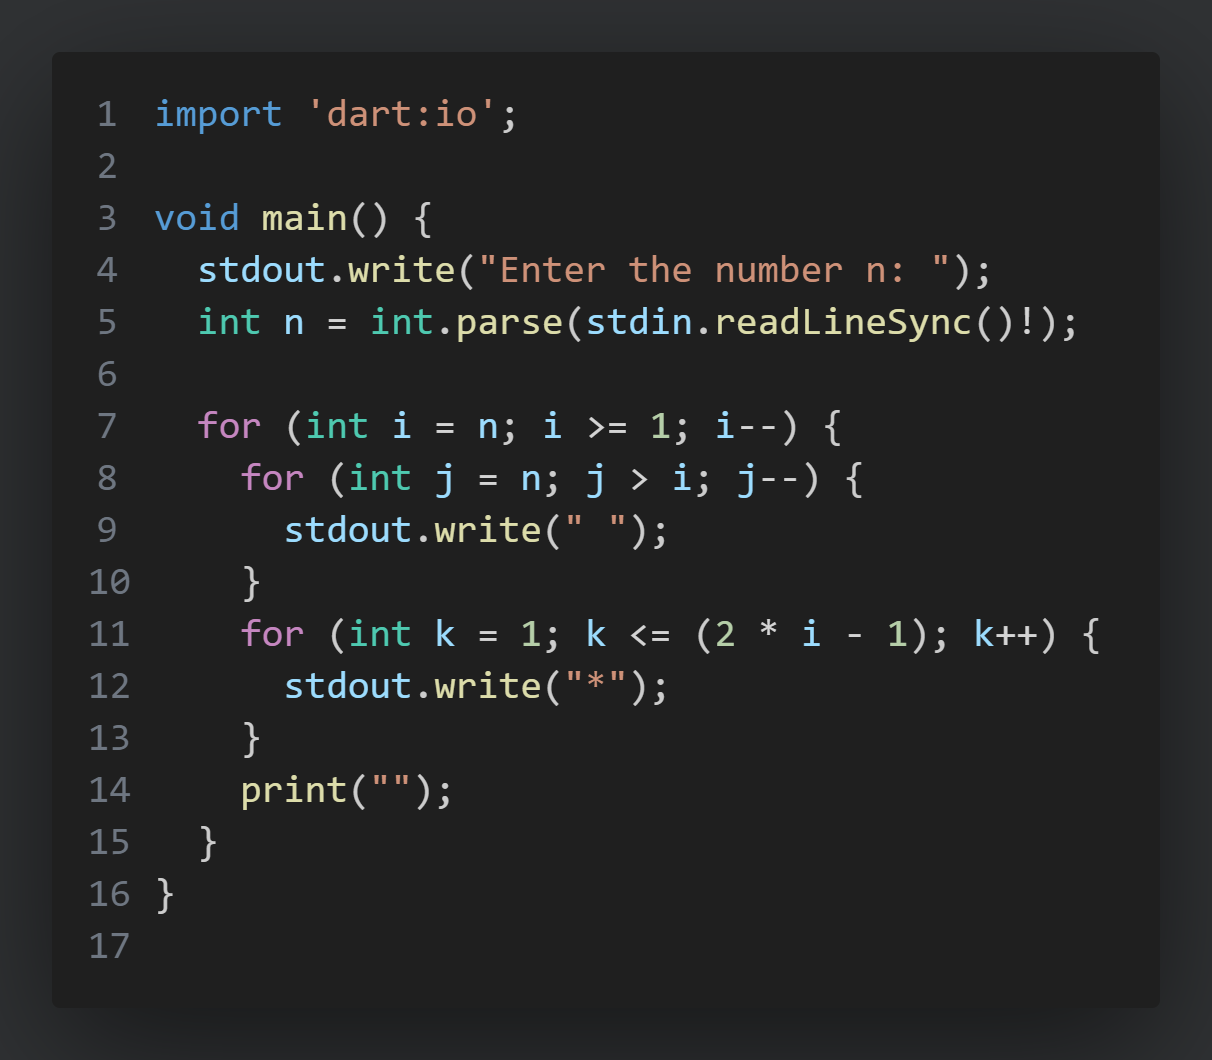 1 import 'dart:io';
2
3 void main() {
4   stdout.write("Enter the number n: ");
5   int n = int.parse(stdin.readLineSync()!);
6
7   for (int i = n; i >= 1; i--) {
8     for (int j = n; j > i; j--) {
9       stdout.write(" ");
10     }
11     for (int k = 1; k <= (2 * i - 1); k++) {
12       stdout.write("*");
13     }
14     print("");
15   }
16 }
17